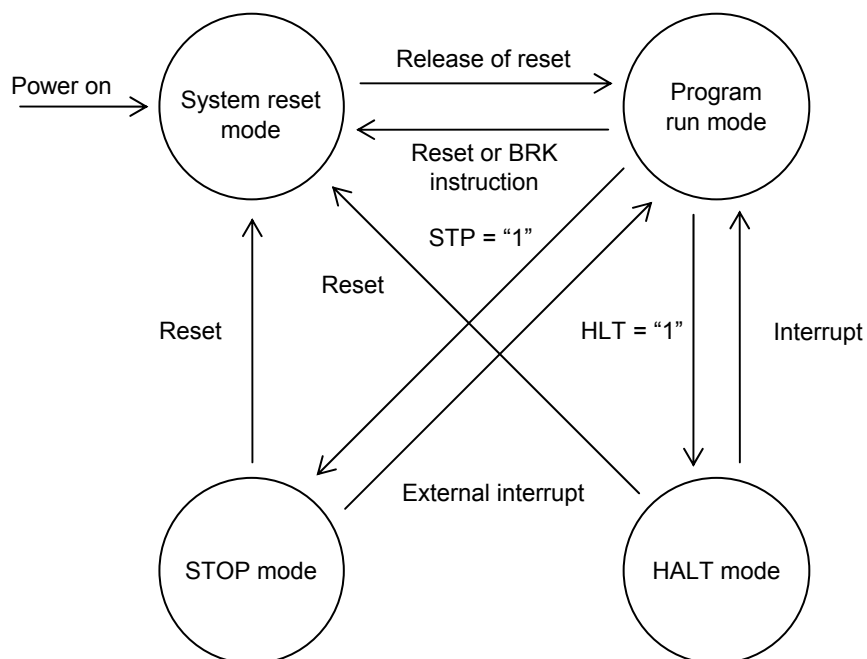 Power on
System reset
mode
Release of reset
Program
run mode
Reset or BRK
instruction
STP = “1”
Reset
Reset
HLT = “1”
Interrupt
External interrupt
STOP mode
HALT mode